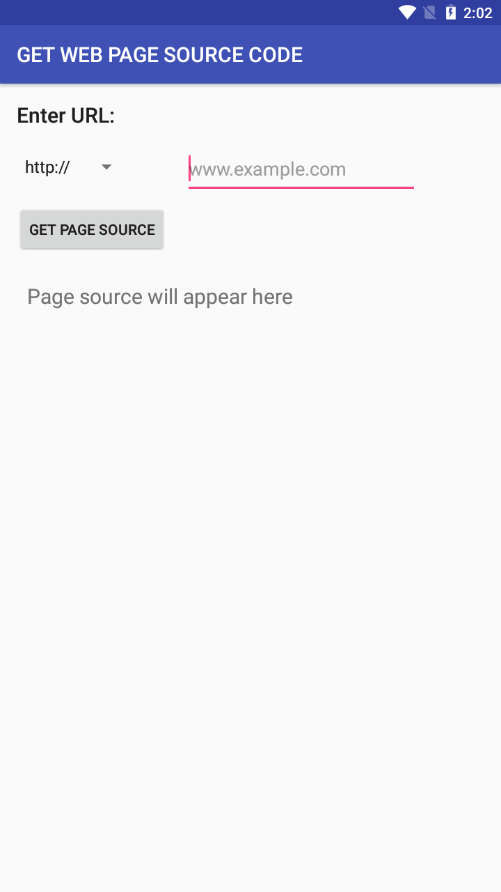 2:02
GET WEB PAGE SOURCE CODE
Enter URL:
http:// www.example.com
GET PAGE SOURCE
Page source will appear here